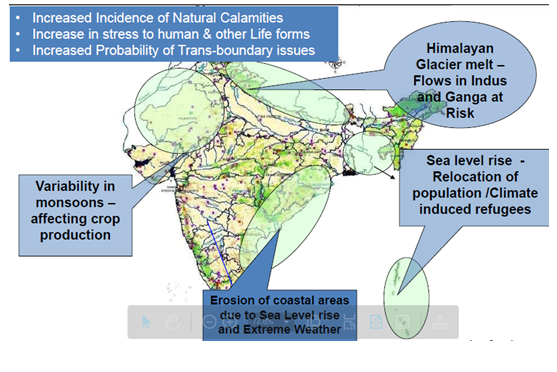 • Increased Incidence of Natural Calamities
• Increase in stress to human & other Life forms
• Increased Probability of Trans-boundary issues
Himalayan
Glacier melt –
Flows in Indus
and Ganga at
Risk
Sea level rise -
Relocation of
population /Climate
induced refugees
Variability in
monsoons –
affecting crop
production
Erosion of coastal areas
due to Sea Level rise
and Extreme Weather